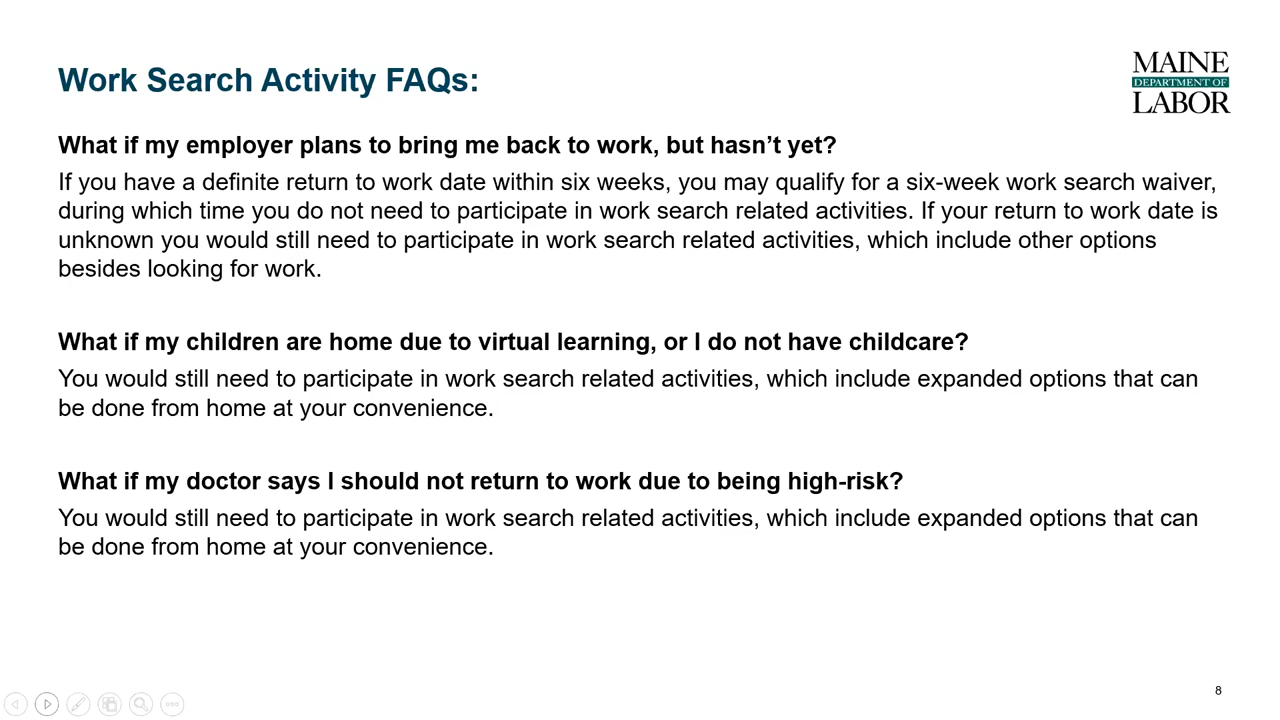 Work Search Activity FAQs:
MAINE
DEPARTMENT OF
LABOR
What if my employer plans to bring me back to work, but hasn’t yet?
If you have a definite return to work date within six weeks, you may qualify for a six-week work search waiver,
during which time you do not need to participate in work search related activities. If your return to work date is
unknown you would still need to participate in work search related activities, which include other options
besides looking for work.
What if my children are home due to virtual learning, or I do not have childcare?
You would still need to participate in work search related activities, which include expanded options that can
be done from home at your convenience.
What if my doctor says I should not return to work due to being high-risk?
You would still need to participate in work search related activities, which include expanded options that can
be done from home at your convenience.
8